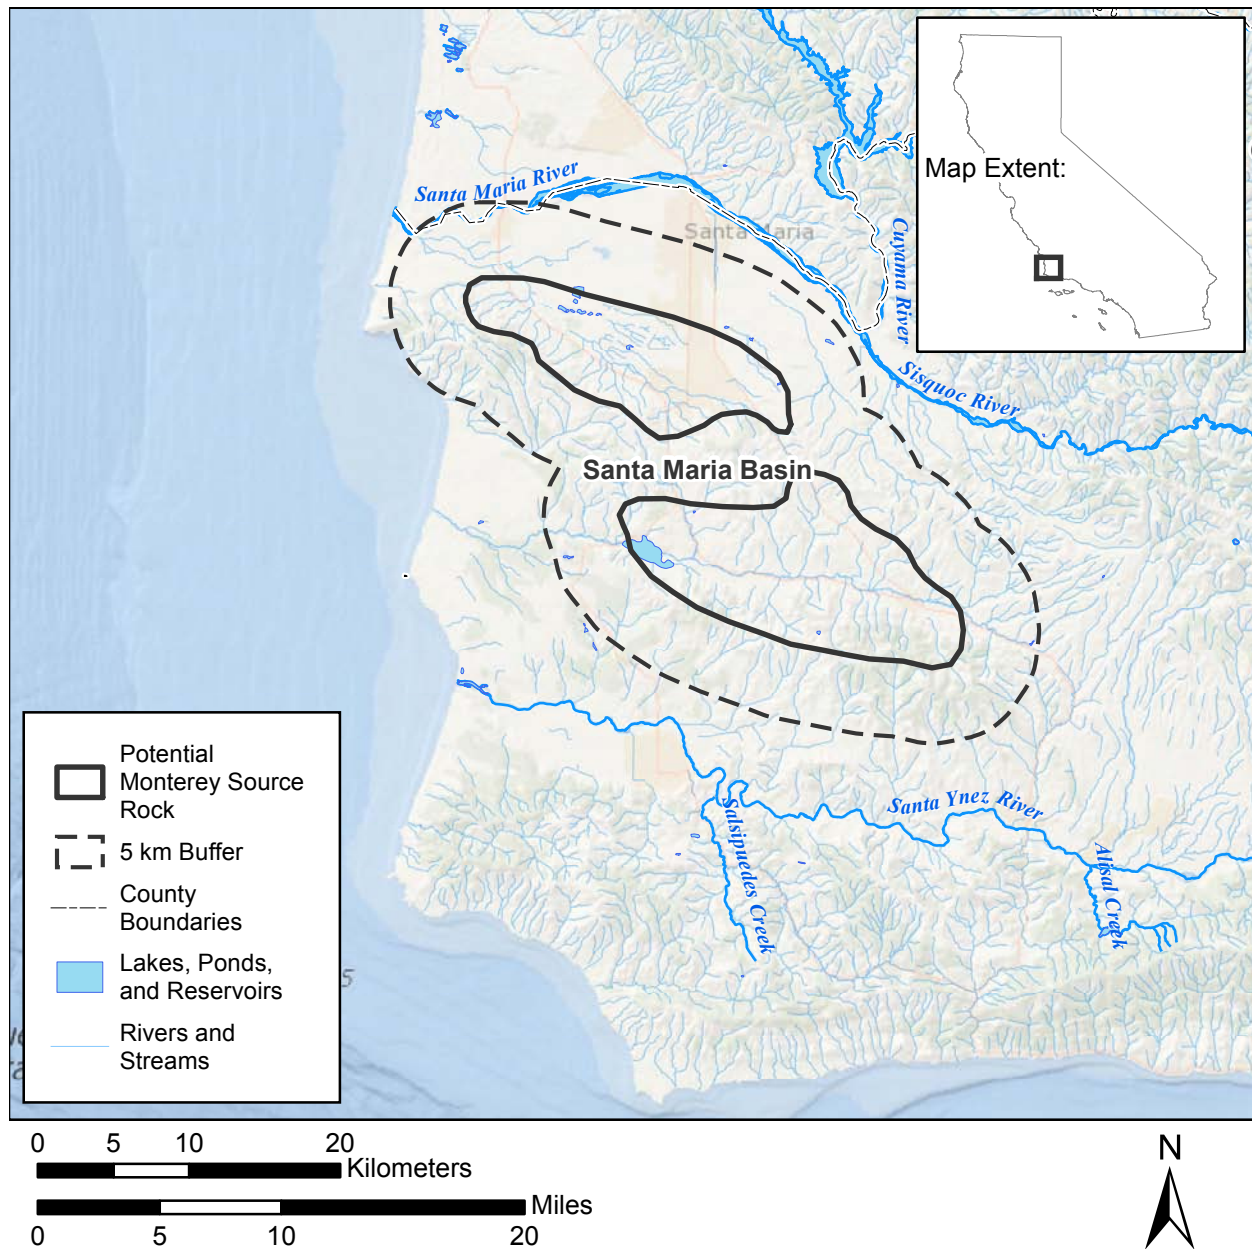 Map Extent:
Santa Maria River
Santa Maria
Cuyama River
Sisquoc River
Santa Maria Basin
Santa Ynez River
Salsipuedes Creek
Alisal Creek
Potential
Monterey Source
Rock
5 km Buffer
County
Boundaries
Lakes, Ponds,
and Reservoirs
Rivers and
Streams
0 5 10 20
Kilometers
Miles
0 5 10 20
N